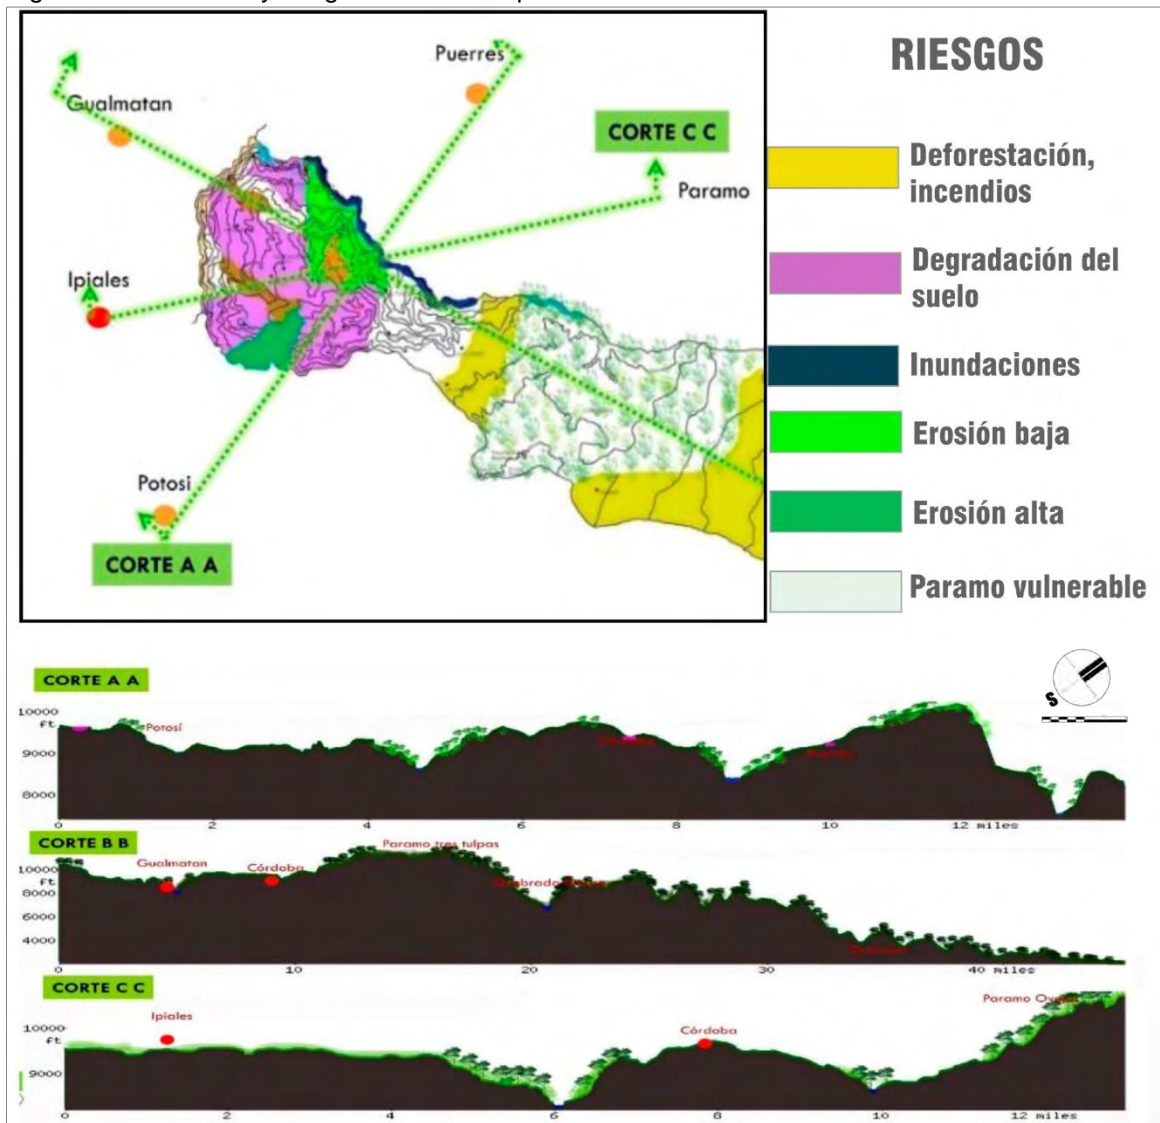 Puerres
Gualmatan
CORTE C C
Paramo
Ipiales
Potosi
CORTE A A
RIESGOS
Deforestación,
incendios
Degradación del
suelo
Inundaciones
Erosión baja
Erosión alta
Paramo vulnerable
S
CORTE A A
10000
ft
9000
8000
Potosí
0 2 4 6 8 10 12 miles
CORTE B B
10000
ft
8000
6000
4000
Gualmatan
Córdoba
Paramo tres tulpas
0 10 20 30 40 miles
CORTE C C
10000
ft
9000
Ipiales
Córdoba
Paramo
0 2 6 8 10 12 miles